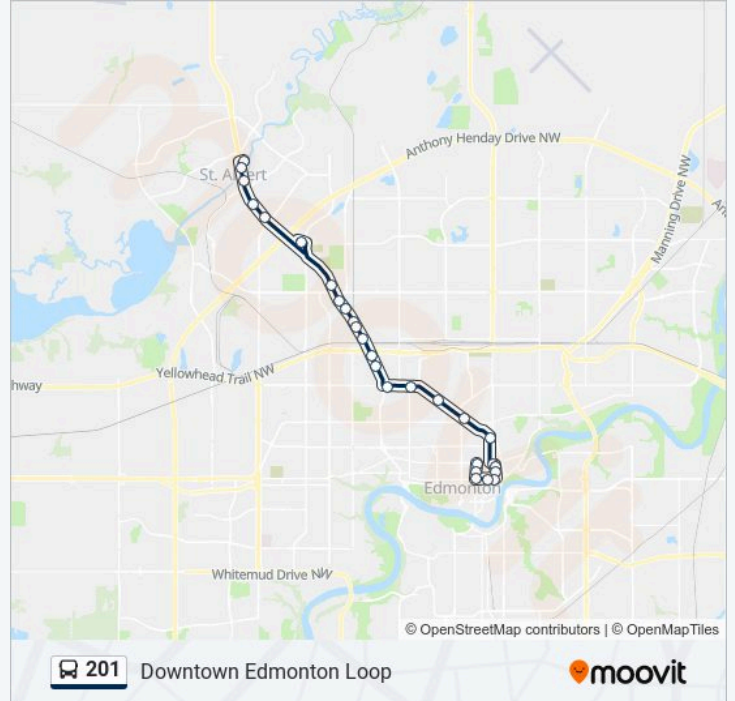 Anthony Henday Drive NW
St. Albert
Manning Drive NW
hway
Yellowhead Trail NW
Edmonton
Whitemud Drive NW
© OpenStreetMap contributors | © OpenMapTiles
201 Downtown Edmonton Loop
moovit